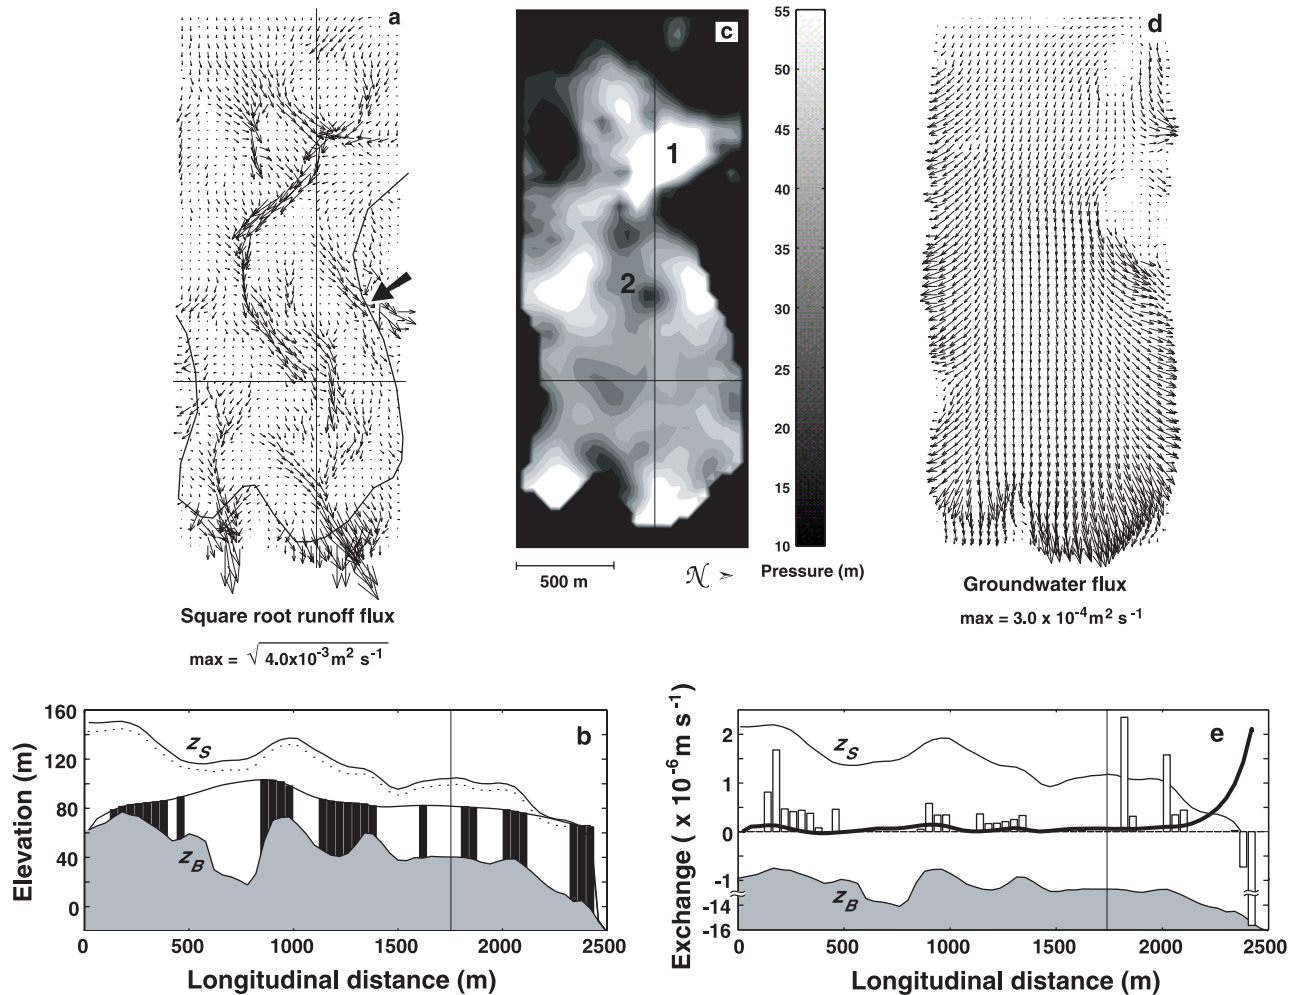 a
Square root runoff flux
max = √4.0x10⁻³ m² s⁻¹
c
1
2
500 m
N >
55
50
45
40
35
30
25
20
15
10
Pressure (m)
d
Groundwater flux
max = 3.0 x 10⁻⁴ m² s⁻¹
b
Elevation (m)
160
120
80
40
0
z_S
z_B
0 500 1000 1500 2000 2500
Longitudinal distance (m)
e
Exchange ( x 10⁻⁶ m s⁻¹)
2
1
0
-1
-14
-16
z_S
z_B
0 500 1000 1500 2000 2500
Longitudinal distance (m)